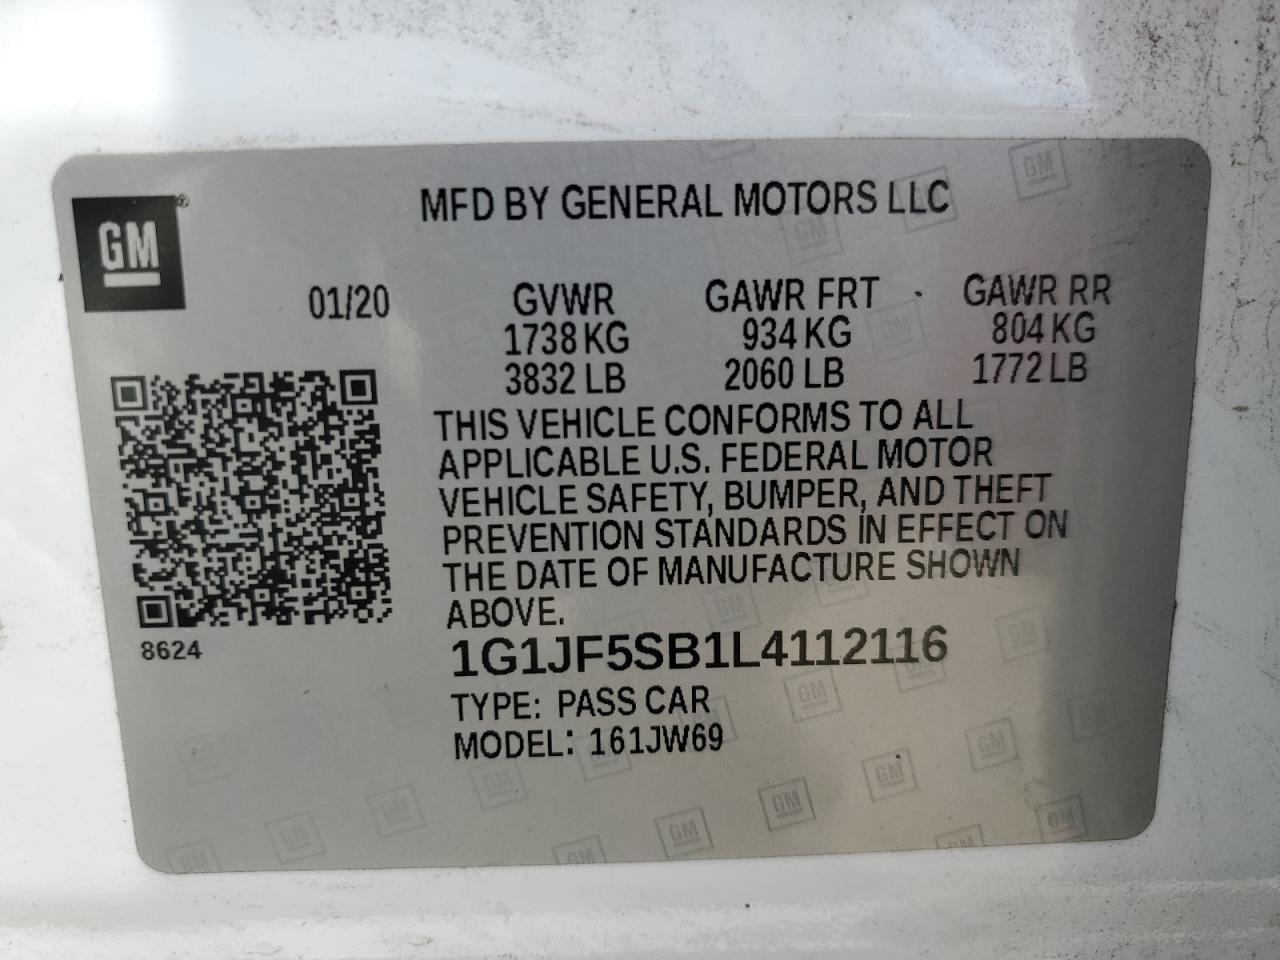 GM®
MFD BY GENERAL MOTORS LLC
01/20 GVWR GAWR FRT GAWR RR
1738 KG 934 KG 804 KG
3832 LB 2060 LB 1772 LB
THIS VEHICLE CONFORMS TO ALL
APPLICABLE U.S. FEDERAL MOTOR
VEHICLE SAFETY, BUMPER, AND THEFT
PREVENTION STANDARDS IN EFFECT ON
THE DATE OF MANUFACTURE SHOWN
ABOVE.
8624
1G1JF5SB1L4112116
TYPE: PASS CAR
MODEL: 161JW69